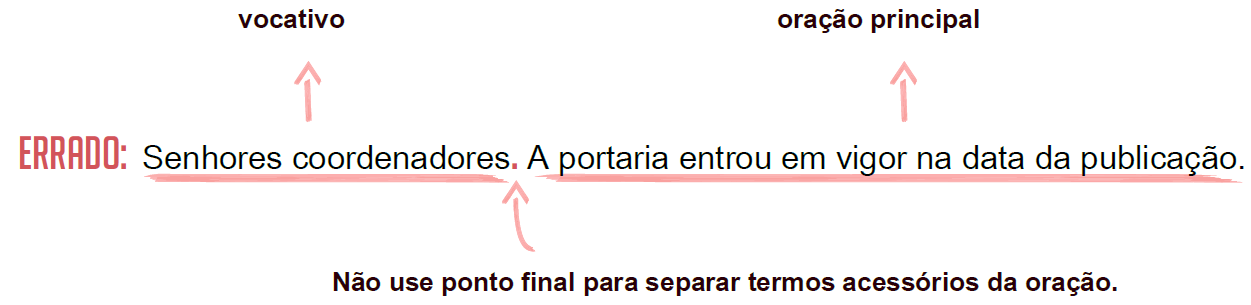 vocativo
oração principal
ERRADO: Senhores coordenadores. A portaria entrou em vigor na data da publicação.
Não use ponto final para separar termos acessórios da oração.